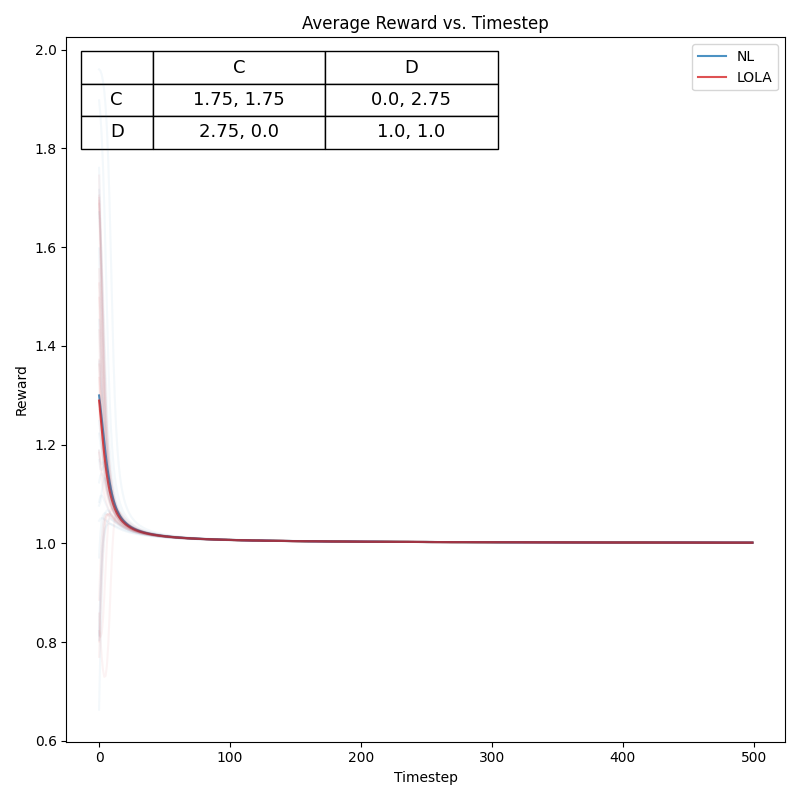 Average Reward vs. Timestep
2.0
C D
NL
LOLA
C 1.75, 1.75 0.0, 2.75
D 2.75, 0.0 1.0, 1.0
1.8
1.6
1.4
Reward
1.2
1.0
0.8
0.6
0 100 200 300 400 500
Timestep